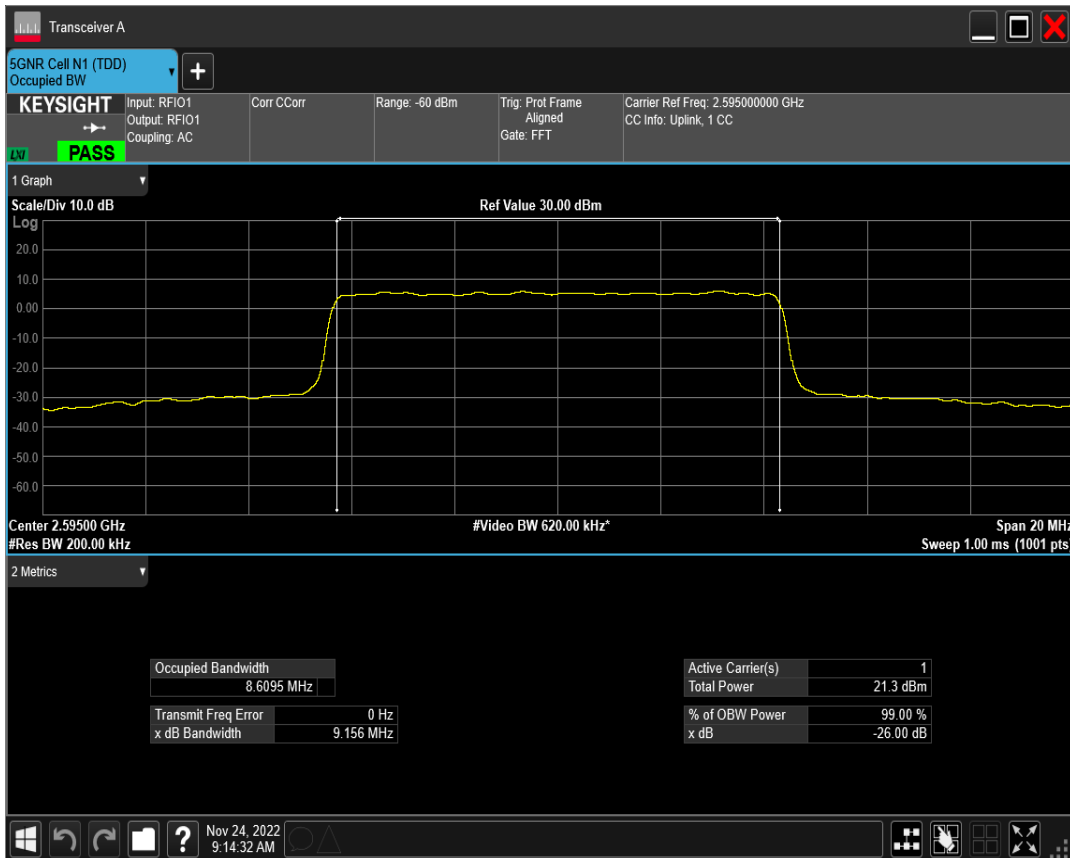 Transceiver A
5GNR Cell N1 (TDD)
Occupied BW
+
KEYSIGHT
LXI
PASS
Input: RFIO1
Output: RFIO1
Coupling: AC
Corr CCorr
Range: -60 dBm
Trig: Prot Frame
Aligned
Gate: FFT
Carrier Ref Freq: 2.595000000 GHz
CC Info: Uplink, 1 CC
1 Graph
Scale/Div 10.0 dB
Ref Value 30.00 dBm
Log
20.0
10.0
0.00
-10.0
-20.0
-30.0
-40.0
-50.0
-60.0
Center 2.59500 GHz
#Video BW 620.00 kHz*
Span 20 MHz
#Res BW 200.00 kHz
Sweep 1.00 ms (1001 pts)
2 Metrics
Occupied Bandwidth
8.6095 MHz
Transmit Freq Error 0 Hz
x dB Bandwidth 9.156 MHz
Active Carrier(s) 1
Total Power 21.3 dBm
% of OBW Power 99.00 %
x dB -26.00 dB
?
Nov 24, 2022
9:14:32 AM